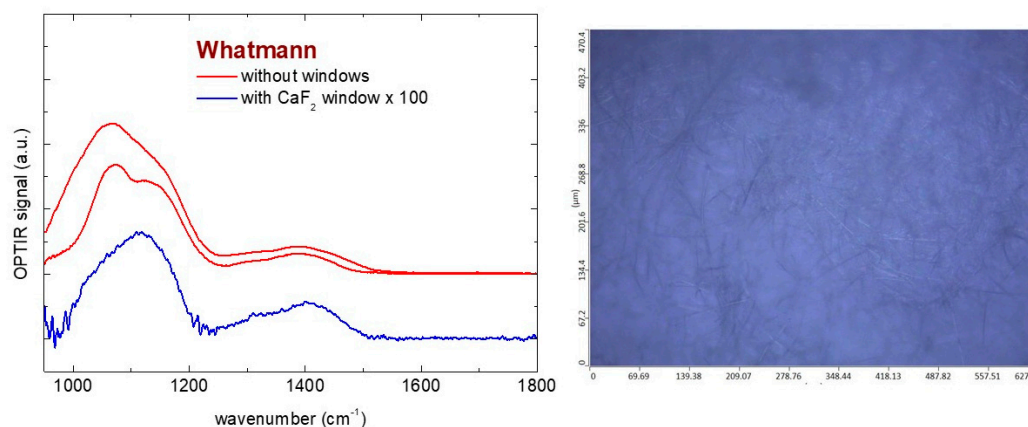 Whatmann
without windows
with CaF₂ window x 100
OPTIR signal (a.u.)
1000 1200 1400 1600 1800
wavenumber (cm⁻¹)
470.4
403.2
336
268.8
(μm)
201.6
134.4
67.2
0
0 69.69 139.38 209.07 278.76 348.44 418.13 487.82 557.51 627